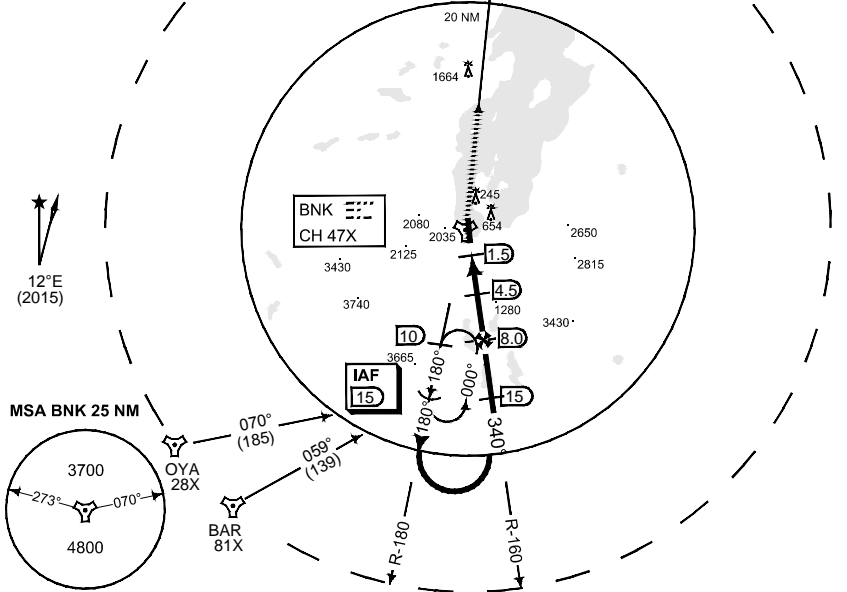 20 NM
1664
245
654
BNK
CH 47X
2080
2035
2125
3430
2650
2815
12°E
(2015)
1.5
4.5
3740
1280
3430
10
8.0
3665
180°
000°
IAF
15
15
180°
340°
MSA BNK 25 NM
070°
(185)
059°
(139)
OYA
28X
3700
273°
070°
4800
BAR
81X
R-180
R-160